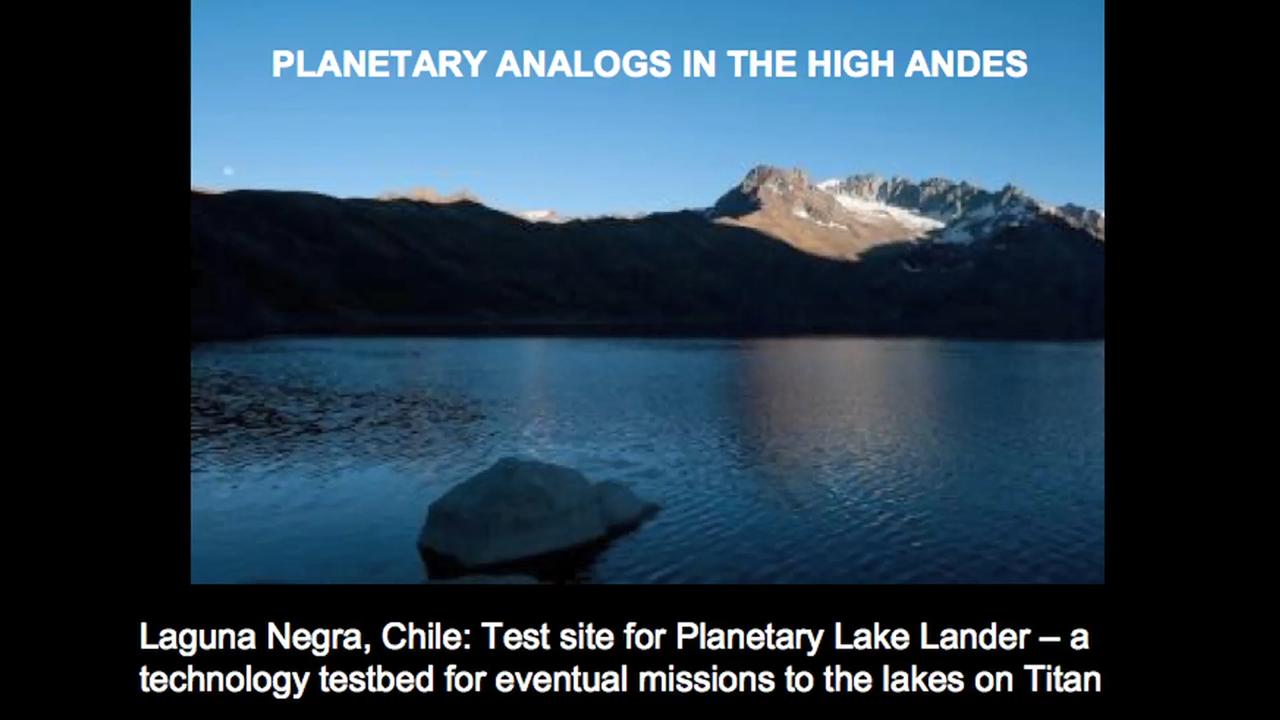 PLANETARY ANALOGS IN THE HIGH ANDES
Laguna Negra, Chile: Test site for Planetary Lake Lander – a
technology testbed for eventual missions to the lakes on Titan